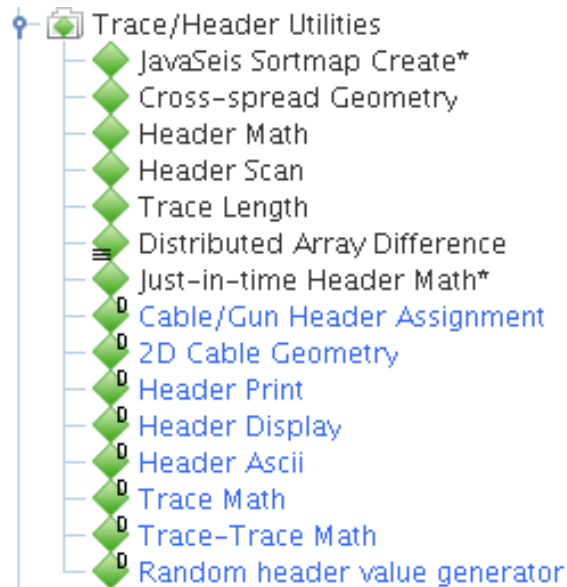 Trace/Header Utilities
JavaSeis Sortmap Create*
Cross-spread Geometry
Header Math
Header Scan
Trace Length
Distributed Array Difference
Just-in-time Header Math*
D Cable/Gun Header Assignment
D 2D Cable Geometry
D Header Print
D Header Display
D Header Ascii
D Trace Math
D Trace-Trace Math
D Random header value generator